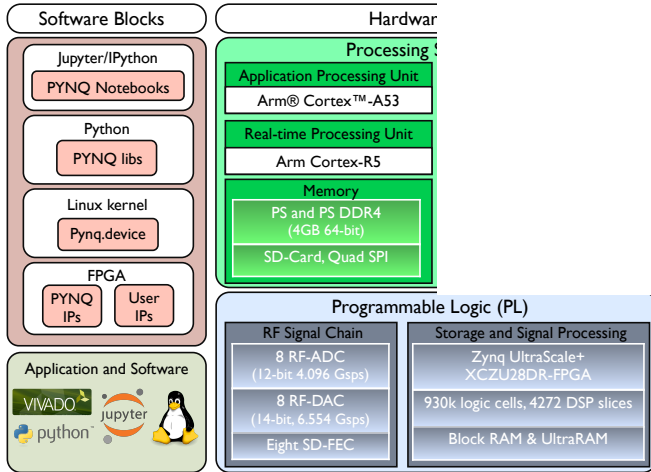 Software Blocks
Hardwar
Jupyter/IPython
PYNQ Notebooks
Python
PYNQ libs
Linux kernel
Pynq.device
FPGA
PYNQ
IPs
User
IPs
Application and Software
VIVADO
python™
jupyter
Processing
Application Processing Unit
Arm® Cortex™-A53
Real-time Processing Unit
Arm Cortex-R5
Memory
PS and PS DDR4
(4GB 64-bit)
SD-Card, Quad SPI
Programmable Logic (PL)
RF Signal Chain
8 RF-ADC
(12-bit 4.096 Gsps)
8 RF-DAC
(14-bit, 6.554 Gsps)
Eight SD-FEC
Storage and Signal Processing
Zynq UltraScale+
XCZU28DR-FPGA
930k logic cells, 4272 DSP slices
Block RAM & UltraRAM